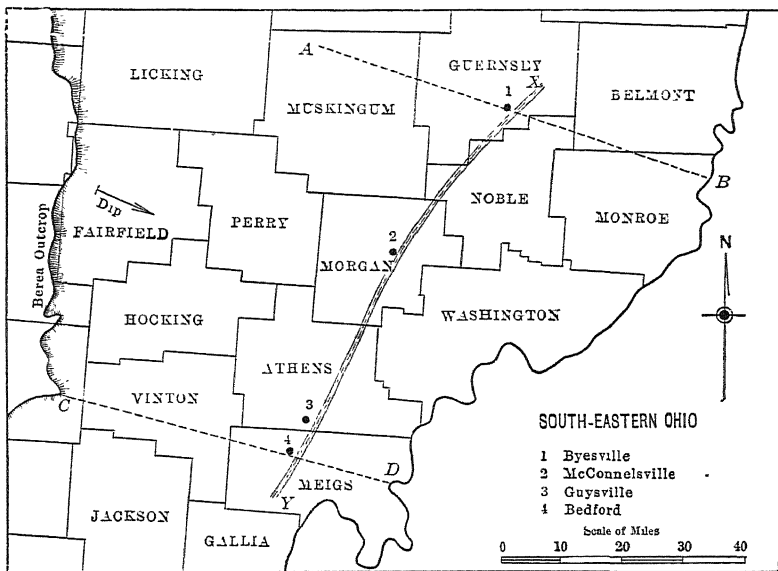 A
GUERNSEY
LICKING
X
1
BELMONT
MUSKINGUM
B
Dip
NOBLE
PERRY
MONROE
FAIRFIELD
2
MORGAN
N
Berea Outcrop
HOCKING
WASHINGTON
ATHENS
C
VINTON
3
4
D
MEIGS
Y
JACKSON
GALLIA
SOUTH-EASTERN OHIO
1 Byesville
2 McConnelsville
3 Guysville
4 Bedford
Scale of Miles
0 10 20 30 40